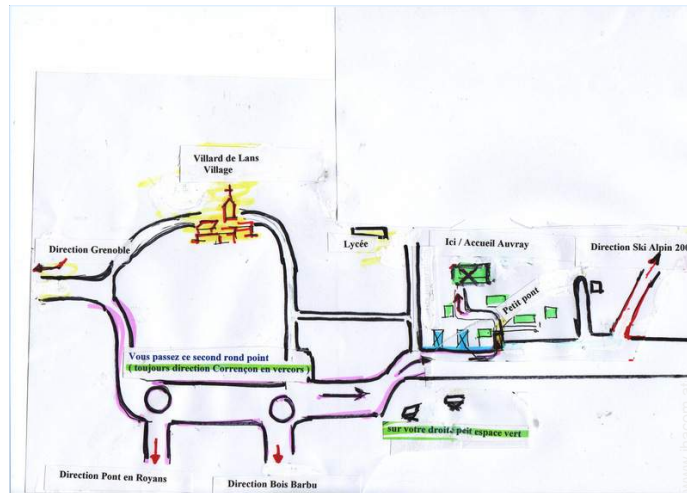 Villard de Lans
Village
Direction Grenoble
Lycée
Ici / Accueil Auvray
Direction Ski Alpin 200
Petit pont
Vous passez ce second rond point
( toujours direction Corrençon en vercors )
sur votre droite petit espace vert
Direction Pont en Royans
Direction Bois Barbu